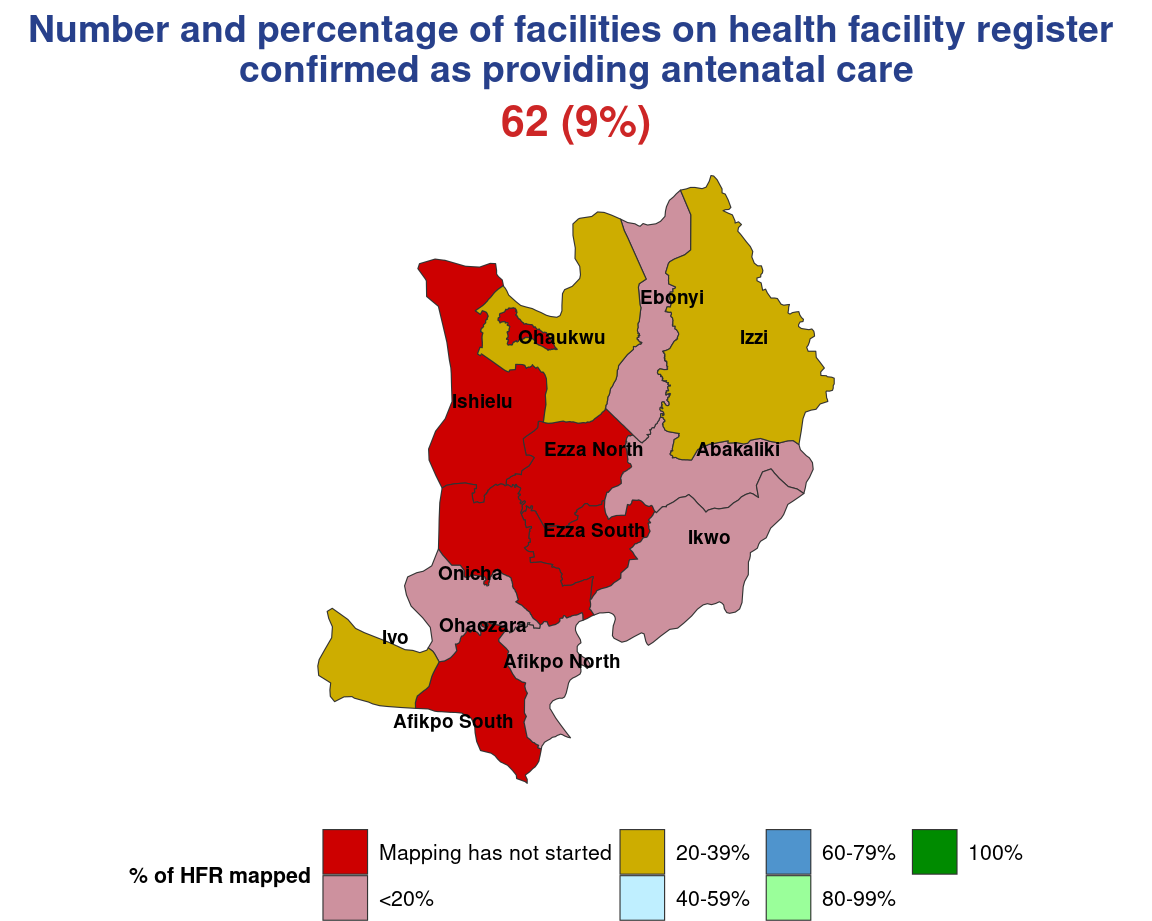 Number and percentage of facilities on health facility register
confirmed as providing antenatal care
62 (9%)
Ebonyi
Ohaukwu
Izzi
Ishielu
Ezza North
Abakaliki
Ezza South
Ikwo
Onicha
Ohaozara
Ivo
Afikpo North
Afikpo South
% of HFR mapped
Mapping has not started
<20%
20-39%
40-59%
60-79%
80-99%
100%